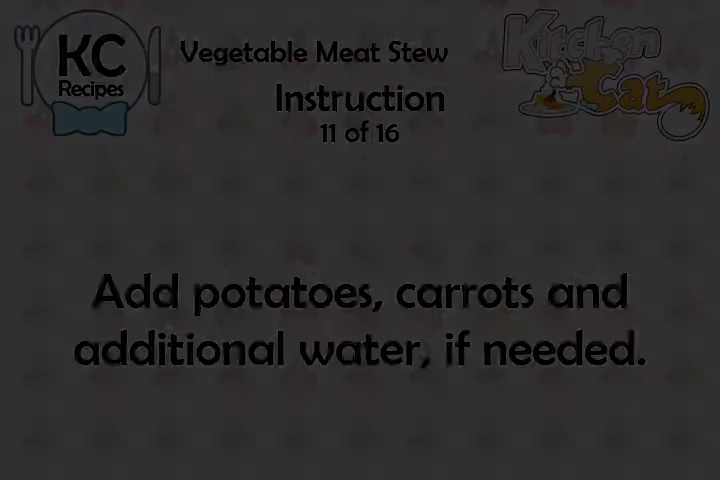 KC
Recipes
Vegetable Meat Stew
Kitchen
Cat
Instruction
11 of 16
Add potatoes, carrots and
additional water, if needed.